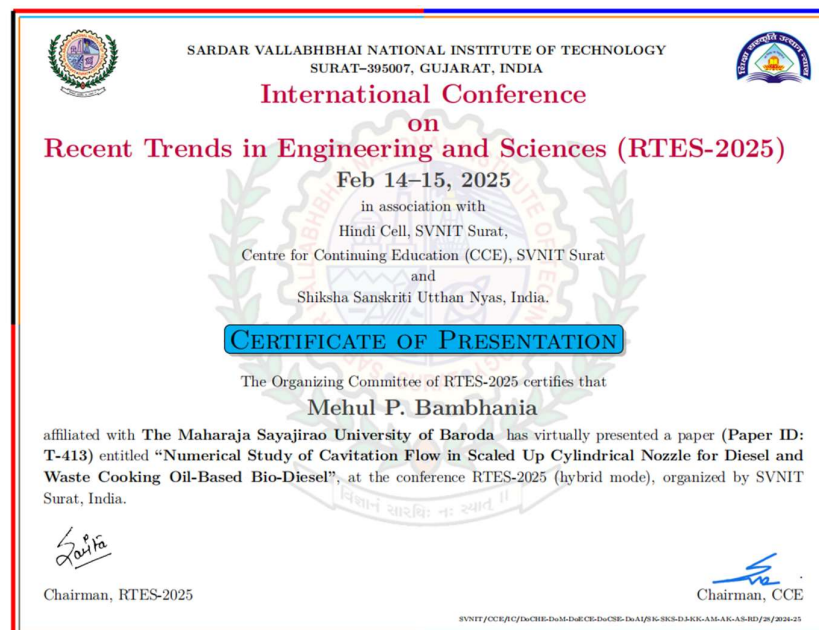 SARDAR VALLABHBHAI NATIONAL INSTITUTE OF TECHNOLOGY
SURAT–395007, GUJARAT, INDIA
International Conference
on
Recent Trends in Engineering and Sciences (RTES-2025)
Feb 14–15, 2025
in association with
Hindi Cell, SVNIT Surat,
Centre for Continuing Education (CCE), SVNIT Surat
and
Shiksha Sanskriti Utthan Nyas, India.
CERTIFICATE OF PRESENTATION
The Organizing Committee of RTES-2025 certifies that
Mehul P. Bambhania
affiliated with The Maharaja Sayajirao University of Baroda has virtually presented a paper (Paper ID:
T-413) entitled “Numerical Study of Cavitation Flow in Scaled Up Cylindrical Nozzle for Diesel and
Waste Cooking Oil-Based Bio-Diesel”, at the conference RTES-2025 (hybrid mode), organized by SVNIT
Surat, India.
Chairman, RTES-2025
Chairman, CCE
SVNIT/CCE/IC/DoCHE-DoM-DoECE-DoCSE-DoAI/SK-SKS-DJ-KK-AM-AK-AS-RD/28/2024-25